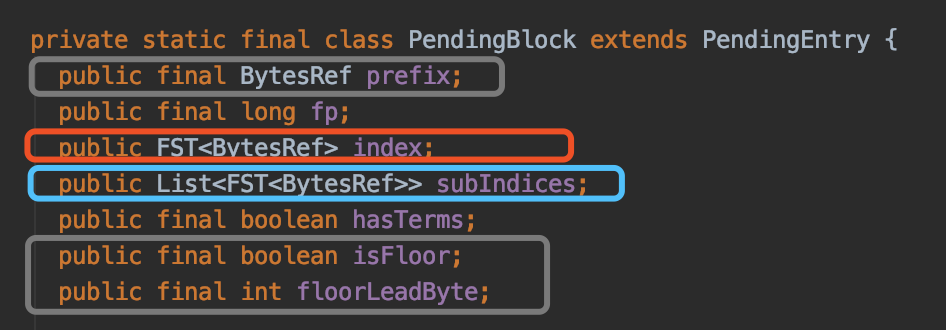 private static final class PendingBlock extends PendingEntry {
public final BytesRef prefix;
public final long fp;
public FST<BytesRef> index;
public List<FST<BytesRef>> subIndices;
public final boolean hasTerms;
public final boolean isFloor;
public final int floorLeadByte;